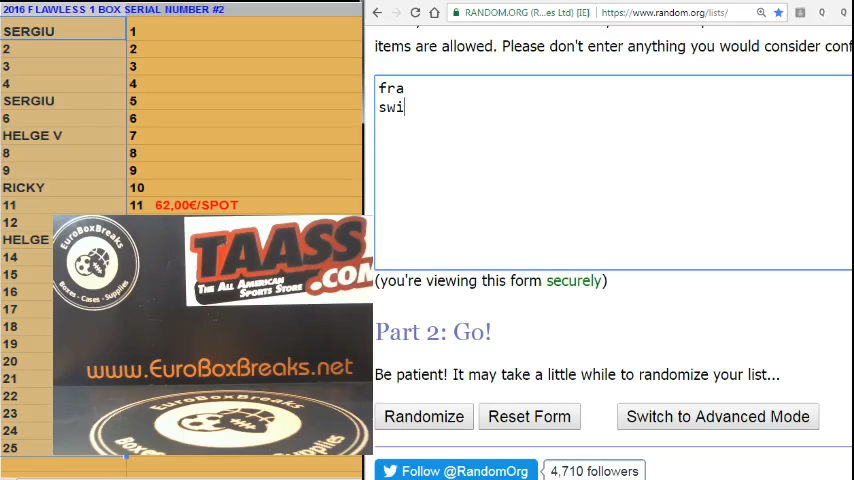 2016 FLAWLESS 1 BOX SERIAL NUMBER #2
SERGIU 1
2 2
3 3
4 4
SERGIU 5
6 6
HELGE V 7
8 8
9 9
RICKY 10
11 11 62,00€/SPOT
12
HELGE
14
15
16
17
18
19
20
21
22
23
24
25
EuroBoxBreaks
Boxes - Cases - Supplies
TAASS
.COM
THE ALL AMERICAN
SPORTS STORE
www.EuroBoxBreaks.net
EuroBoxBreaks
RANDOM.ORG (R...es Ltd) [IE] https://www.random.org/lists/
items are allowed. Please don't enter anything you would consider conf
fra
swi
(you're viewing this form securely)
Part 2: Go!
Be patient! It may take a little while to randomize your list...
Randomize Reset Form Switch to Advanced Mode
Follow @RandomOrg 4,710 followers